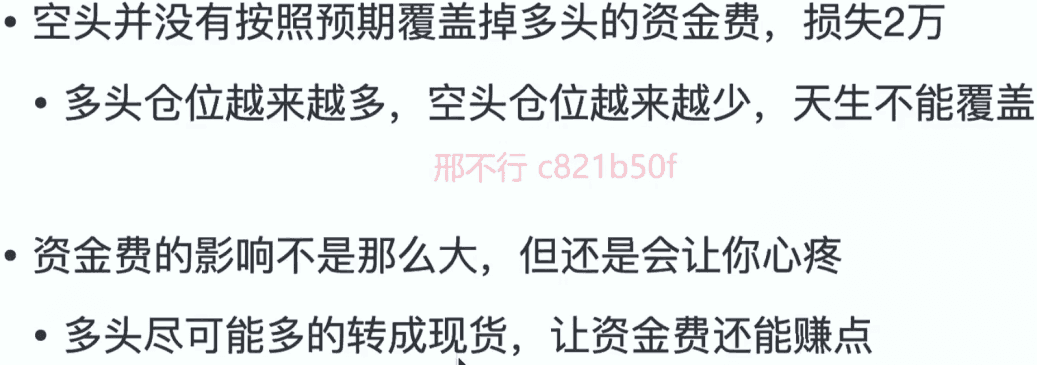 • 空头并没有按照预期覆盖掉多头的资金费，损失2万
• 多头仓位越来越多，空头仓位越来越少，天生不能覆盖
邢不行 c821b50f
• 资金费的影响不是那么大，但还是会让你心疼
• 多头尽可能多的转成现货，让资金费还能赚点